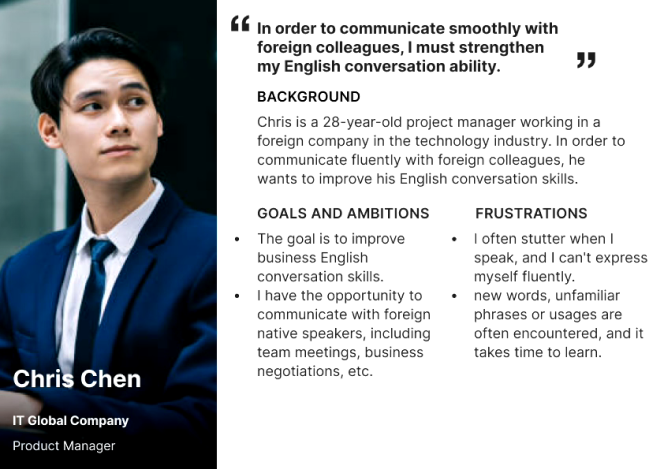 “ In order to communicate smoothly with
foreign colleagues, I must strengthen
my English conversation ability. ”
BACKGROUND
Chris is a 28-year-old project manager working in a
foreign company in the technology industry. In order to
communicate fluently with foreign colleagues, he
wants to improve his English conversation skills.
GOALS AND AMBITIONS
• The goal is to improve
business English
conversation skills.
• I have the opportunity to
communicate with foreign
native speakers, including
team meetings, business
negotiations, etc.
FRUSTRATIONS
• I often stutter when I
speak, and I can't express
myself fluently.
• new words, unfamiliar
phrases or usages are
often encountered, and it
takes time to learn.
Chris Chen
IT Global Company
Product Manager